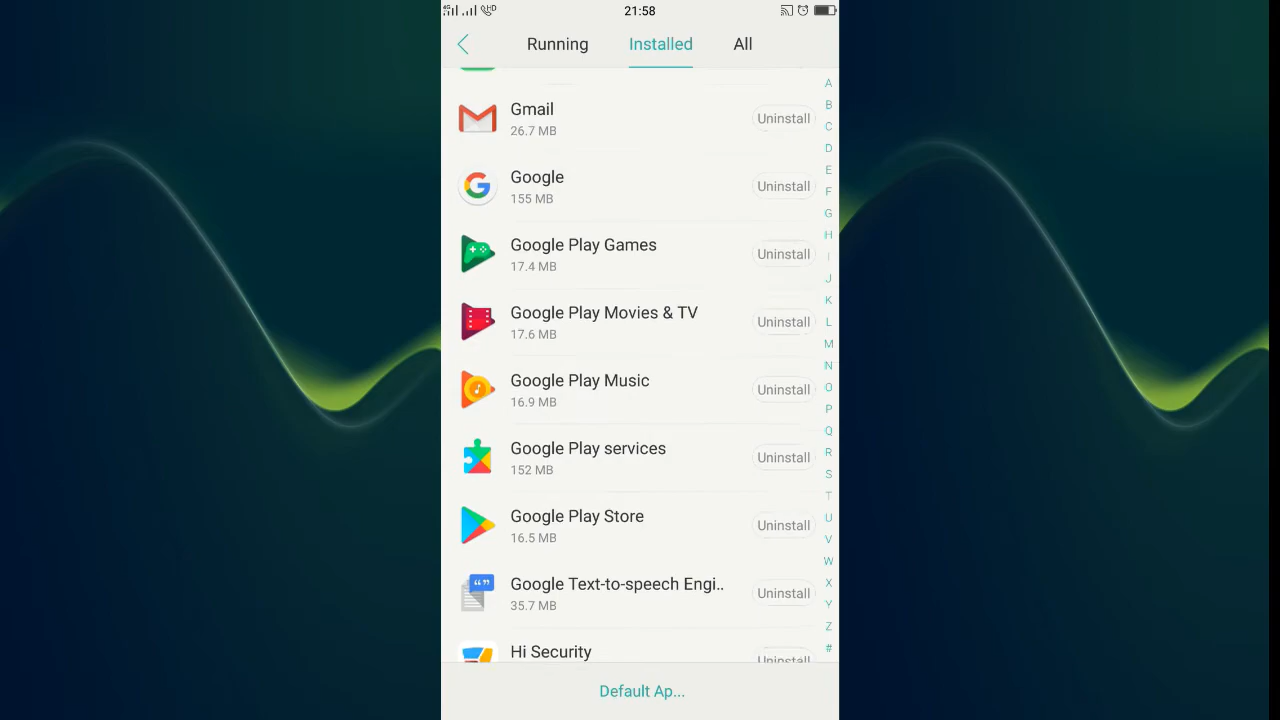 4G HD 21:58
Running Installed All
Gmail
26.7 MB
Uninstall
Google
155 MB
Uninstall
Google Play Games
17.4 MB
Uninstall
Google Play Movies & TV
17.6 MB
Uninstall
Google Play Music
16.9 MB
Uninstall
Google Play services
152 MB
Uninstall
Google Play Store
16.5 MB
Uninstall
Google Text-to-speech Engi..
35.7 MB
Uninstall
Hi Security
Uninstall
A
B
C
D
E
F
G
H
I
J
K
L
M
N
O
P
Q
R
S
T
U
V
W
X
Y
Z
#
Default Ap...